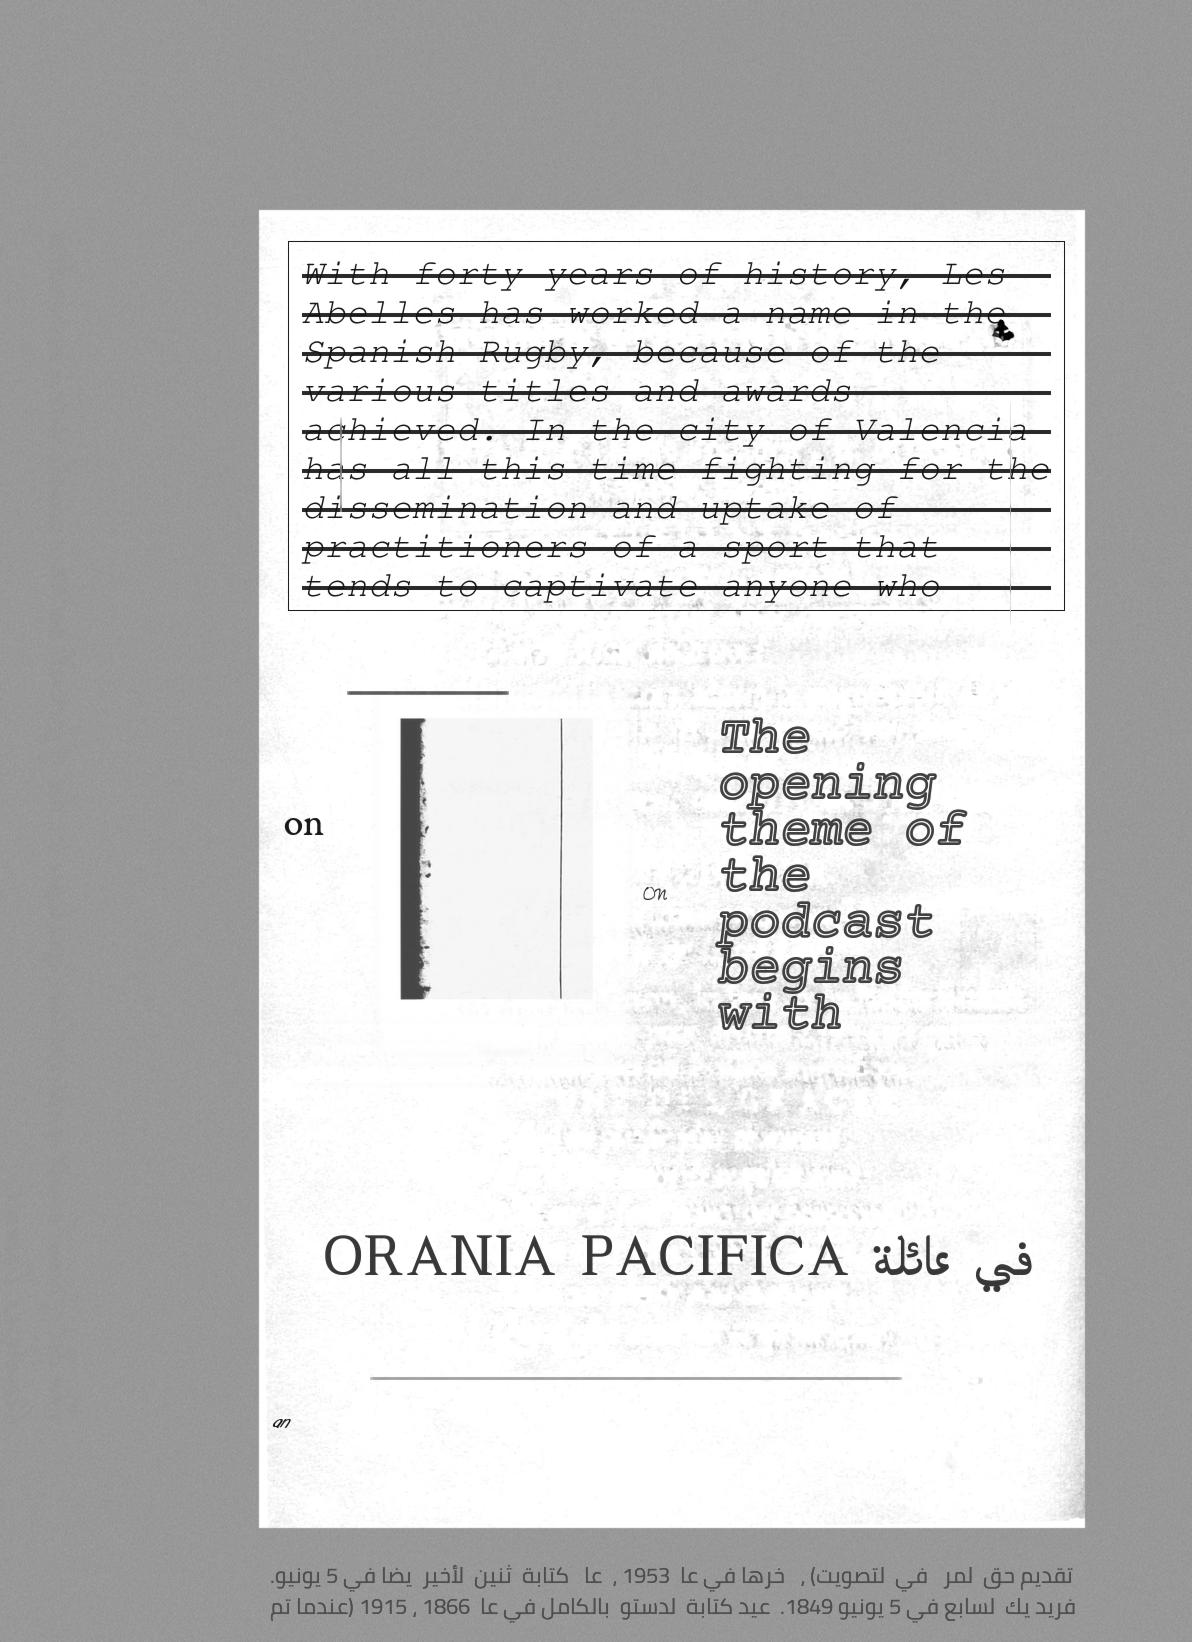 With forty years of history, Les
Abelles has worked a name in the
Spanish Rugby, because of the
various titles and awards
achieved. In the city of Valencia
has all this time fighting for the
dissemination and uptake of
practitioners of a sport that
tends to captivate anyone who
on
On
The
opening
theme of
the
podcast
begins
with
ORANIA PACIFICA في عائلة
an
تقديم حق لمر في لتصويت) , خرها في عا 1953 , عا كتابة ثنين لأخير يضا في 5 يونيو.
فريد يك لسابع في 5 يونيو 1849. عيد كتابة لدستو بالكامل في عا 1866 , 1915 (عندما تم